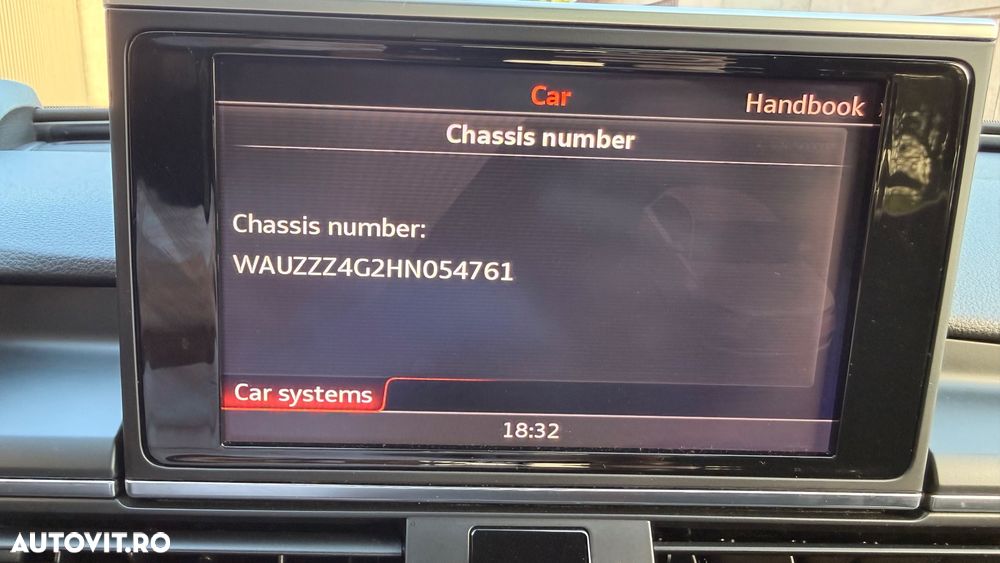 Car
Handbook
Chassis number
Chassis number:
WAUZZZ4G2HN054761
Car systems
18:32
AUTOVIT.RO